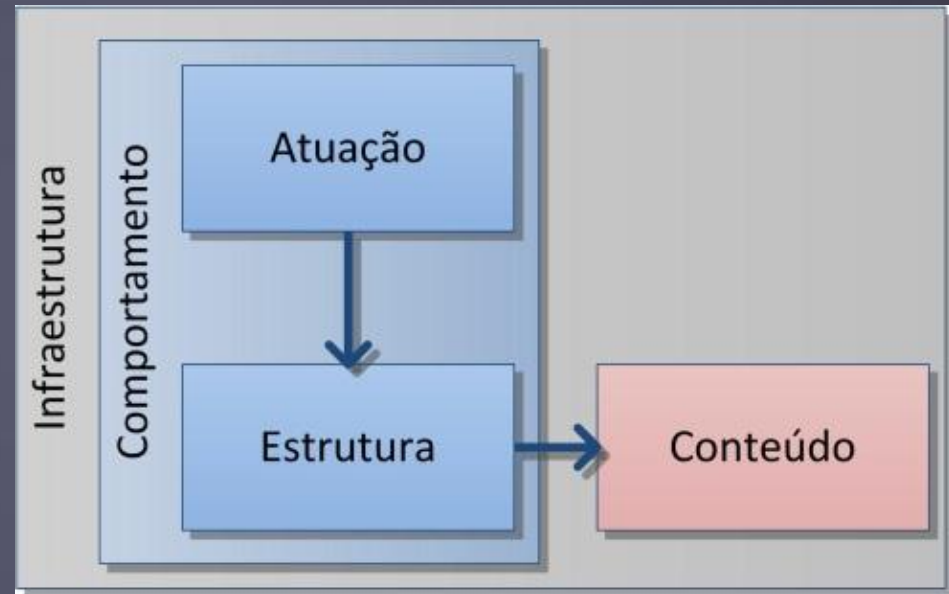 Infraestrutura
Comportamento
Atuação
Estrutura
Conteúdo